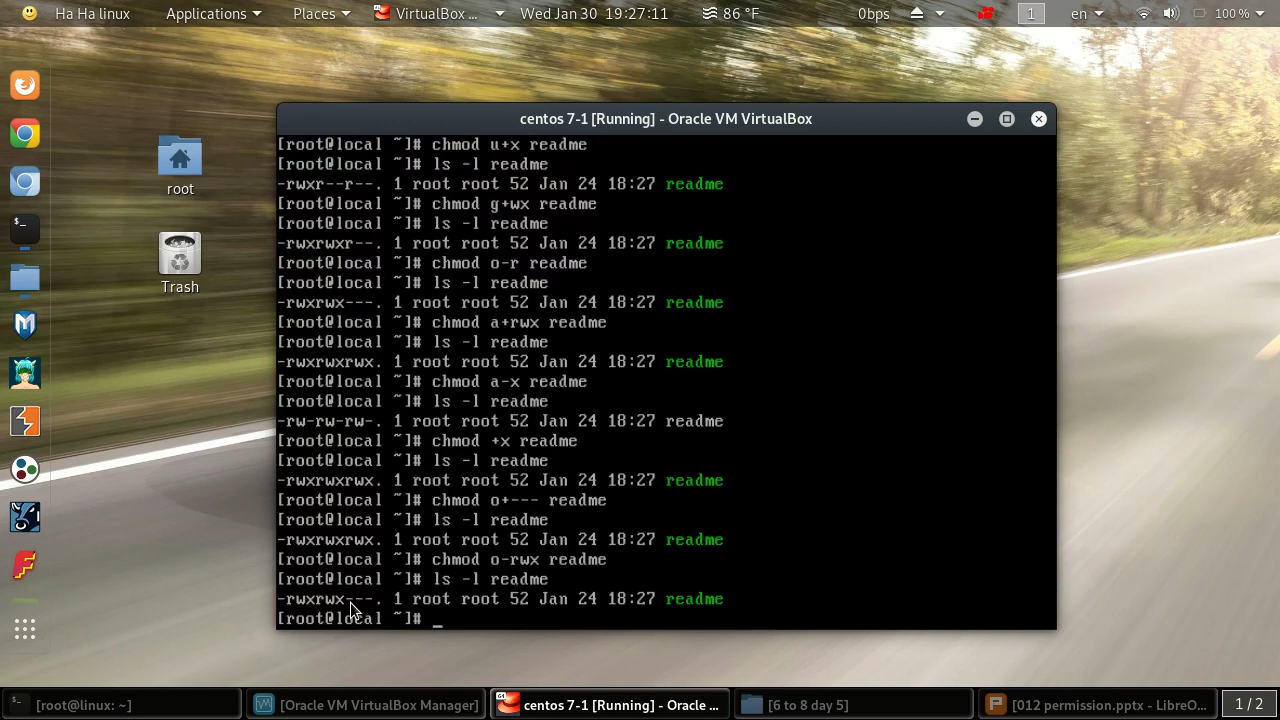 Ha Ha linux Applications Places VirtualBox ... Wed Jan 30 19:27:11 86 °F 0bps 1 en 100 %
centos 7-1 [Running] - Oracle VM VirtualBox
root
Trash
[root@local ~]# chmod u+x readme
[root@local ~]# ls -l readme
-rwxr--r--. 1 root root 52 Jan 24 18:27 readme
[root@local ~]# chmod g+wx readme
[root@local ~]# ls -l readme
-rwxrwxr--. 1 root root 52 Jan 24 18:27 readme
[root@local ~]# chmod o-r readme
[root@local ~]# ls -l readme
-rwxrwx---. 1 root root 52 Jan 24 18:27 readme
[root@local ~]# chmod a+rwx readme
[root@local ~]# ls -l readme
-rwxrwxrwx. 1 root root 52 Jan 24 18:27 readme
[root@local ~]# chmod a-x readme
[root@local ~]# ls -l readme
-rw-rw-rw-. 1 root root 52 Jan 24 18:27 readme
[root@local ~]# chmod +x readme
[root@local ~]# ls -l readme
-rwxrwxrwx. 1 root root 52 Jan 24 18:27 readme
[root@local ~]# chmod o+--- readme
[root@local ~]# ls -l readme
-rwxrwxrwx. 1 root root 52 Jan 24 18:27 readme
[root@local ~]# chmod o-rwx readme
[root@local ~]# ls -l readme
-rwxrwx---. 1 root root 52 Jan 24 18:27 readme
[root@local ~]# _
[root@linux: ~] [Oracle VM VirtualBox Manager] centos 7-1 [Running] - Oracle ... [6 to 8 day 5] [012 permission.pptx - LibreO... 1 / 2